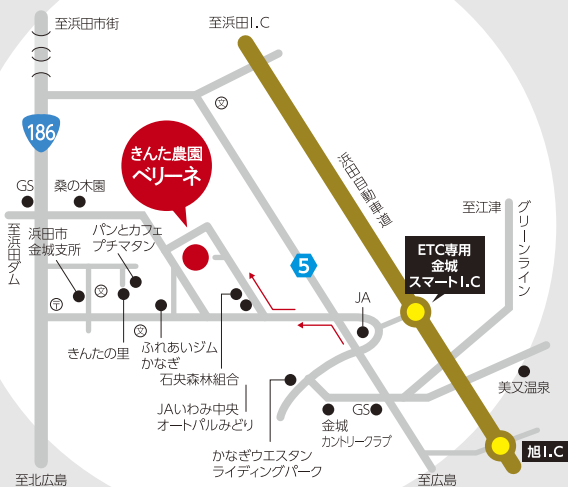 至浜田市街
至浜田I.C
186
きんた農園
ベリーネ
浜田自動車道
GS
桑の木園
至浜田ダム
浜田市
金城支所
パンとカフェ
プチマタン
至江津
グリーンライン
ETC専用
金城
スマートI.C
5
JA
きんたの里
ふれあいジム
かなぎ
石央森林組合
JAいわみ中央
オートパルみどり
かなぎウエスタン
ライディングパーク
金城
カントリークラブ
GS
美又温泉
旭I.C
至北広島
至広島
文
文
文
〒